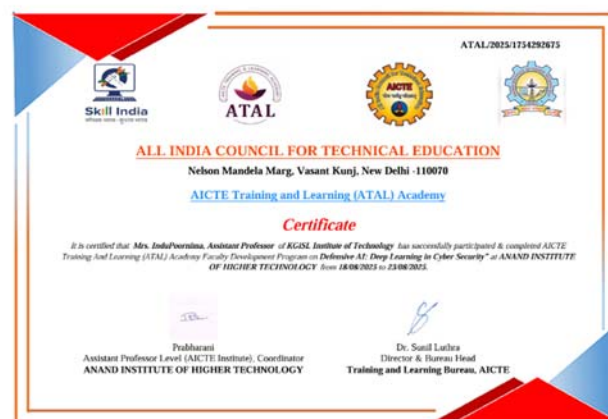 ATAL/2025/1754292675
Skill India
ATAL
AICTE
ALL INDIA COUNCIL FOR TECHNICAL EDUCATION
Nelson Mandela Marg, Vasant Kunj, New Delhi -110070
AICTE Training and Learning (ATAL) Academy
Certificate
It is certified that Mrs. InduPoornima, Assistant Professor of KGiSL Institute of Technology has successfully participated & completed AICTE
Training And Learning (ATAL) Academy Faculty Development Program on Defensive AI: Deep Learning in Cyber Security" at ANAND INSTITUTE
OF HIGHER TECHNOLOGY from 18/08/2025 to 23/08/2025.
Prabharani
Assistant Professor Level (AICTE Institute), Coordinator
ANAND INSTITUTE OF HIGHER TECHNOLOGY
Dr. Sunil Luthra
Director & Bureau Head
Training and Learning Bureau, AICTE